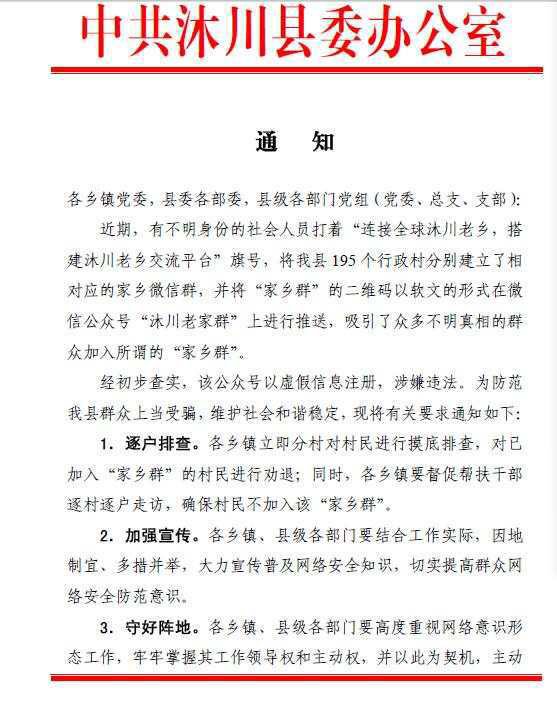 中共沐川县委办公室
通 知
各乡镇党委，县委各部委，县级各部门党组（党委、总支、支部）：
近期，有不明身份的社会人员打着“连接全球沐川老乡，搭
建沐川老乡交流平台”旗号，将我县 195 个行政村分别建立了相
对应的家乡微信群，并将“家乡群”的二维码以软文的形式在微
信公众号“沐川老家群”上进行推送，吸引了众多不明真相的群
众加入所谓的“家乡群”。
经初步查实，该公众号以虚假信息注册，涉嫌违法。为防范
我县群众上当受骗，维护社会和谐稳定，现将有关要求通知如下：
1．逐户排查。各乡镇立即分村对村民进行摸底排查，对已
加入“家乡群”的村民进行劝退；同时，各乡镇要督促帮扶干部
逐村逐户走访，确保村民不加入该“家乡群”。
2．加强宣传。各乡镇、县级各部门要结合工作实际，因地
制宜、多措并举，大力宣传普及网络安全知识，切实提高群众网
络安全防范意识。
3．守好阵地。各乡镇、县级各部门要高度重视网络意识形
态工作，牢牢掌握其工作领导权和主动权，并以此为契机，主动